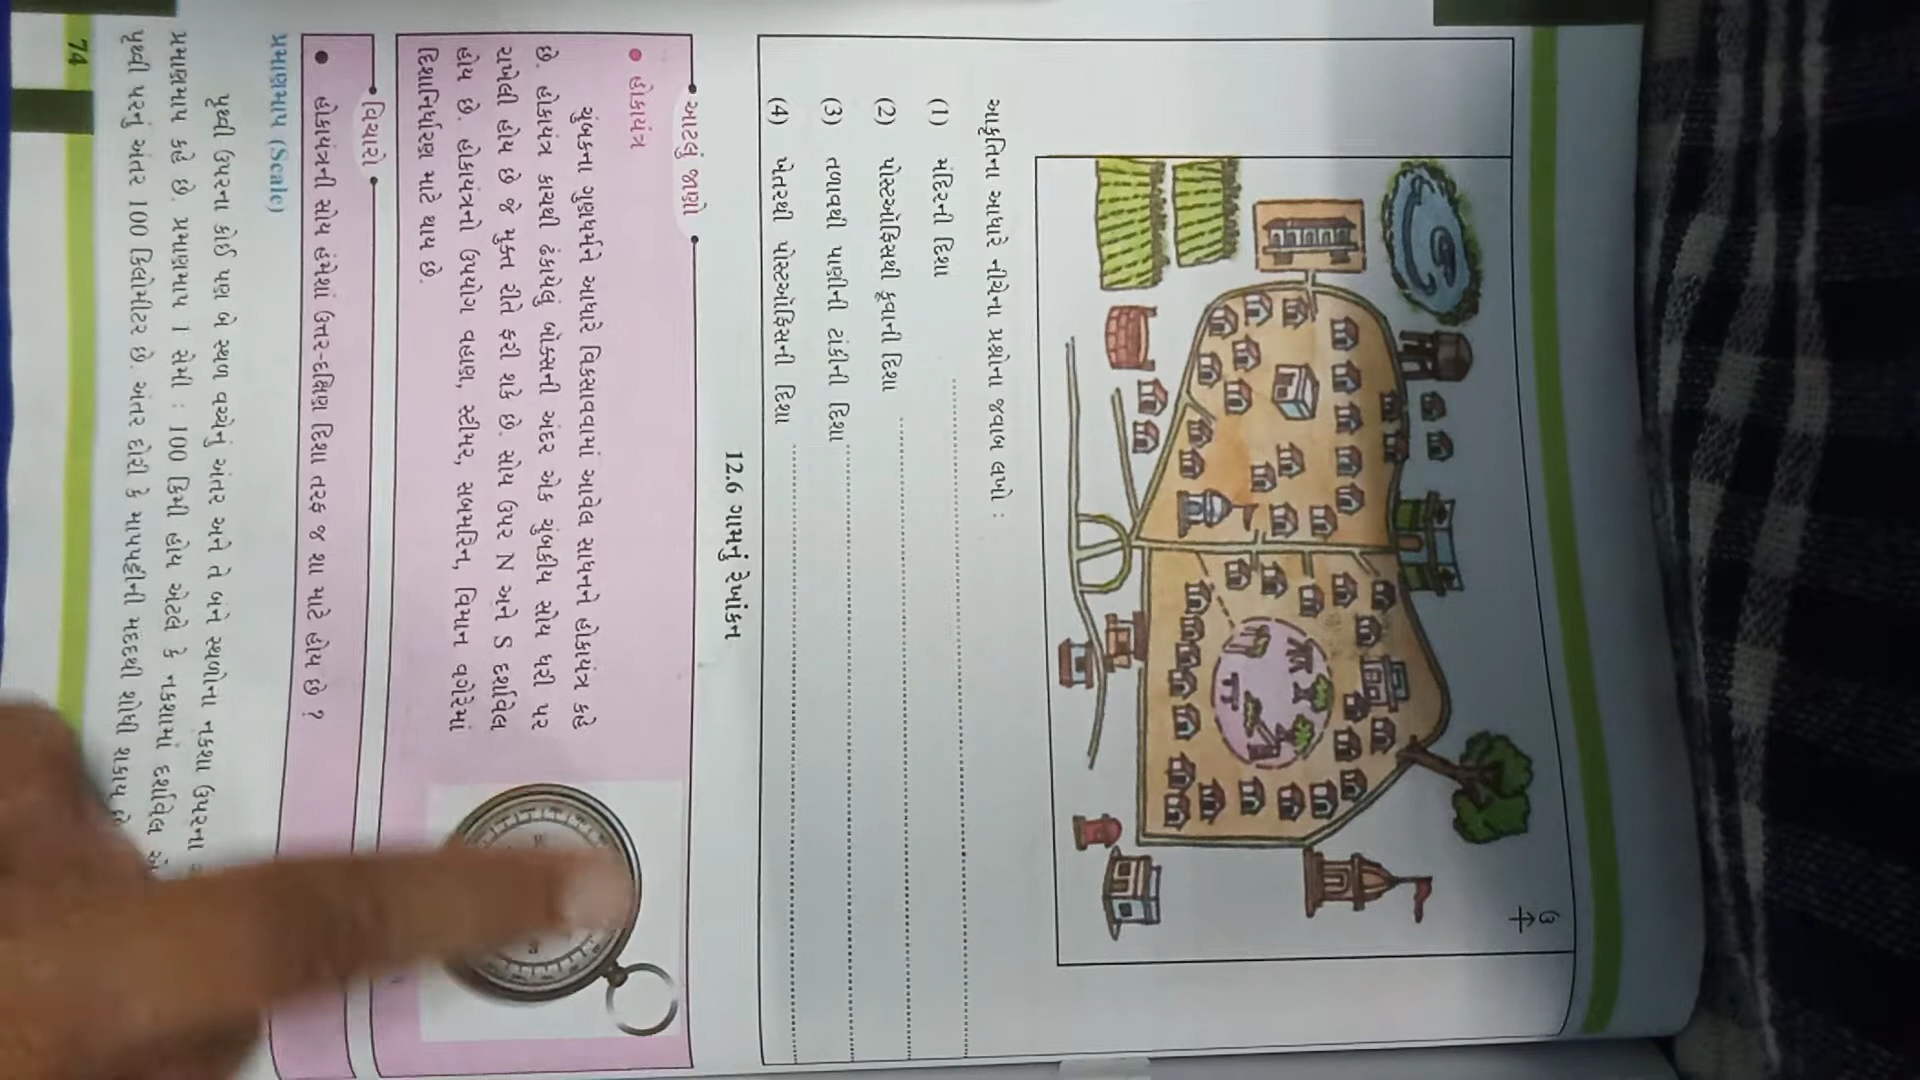 ઉ
આકૃતિના આધારે નીચેના પ્રશ્નોના જવાબ લખો :
(1) મંદિરની દિશા
(2) પોસ્ટઑફિસથી કૂવાની દિશા
(3) તળાવથી પાણીની ટાંકીની દિશા
(4) ખેતરથી પોસ્ટઑફિસની દિશા
12.6 ગામનું રેખાંકન
આટલું જાણો
• હોકાયંત્ર
ચુંબકના ગુણધર્મને આધારે વિકસાવવામાં આવેલ સાધનને હોકાયંત્ર કહે
છે. હોકાયંત્ર કાચથી ઢંકાયેલું બોક્સની અંદર એક ચુંબકીય સોય ધરી પર
રાખેલી હોય છે જે મુક્ત રીતે ફરી શકે છે. સોય ઉપર N અને S દર્શાવેલ
હોય છે. હોકાયંત્રનો ઉપયોગ વહાણ, સ્ટીમર, સબમરિન, વિમાન વગેરેમાં
દિશાનિર્ધારણ માટે થાય છે.
વિચારો
• હોકાયંત્રની સોય હંમેશાં ઉત્તર-દક્ષિણ દિશા તરફ જ શા માટે હોય છે ?
પ્રમાણમાપ (Scale)
પૃથ્વી ઉપરના કોઈ પણ બે સ્થળ વચ્ચેનું અંતર અને તે બંને સ્થળોના નકશા ઉપરના
પ્રમાણમાપ કહે છે. પ્રમાણમાપ 1 સેમી : 100 કિમી હોય એટલે કે નકશામાં દર્શાવેલ
પૃથ્વી પરનું અંતર 100 કિલોમીટર છે. અંતર દોરી કે માપપટ્ટીની મદદથી શોધી શકાય છે
74